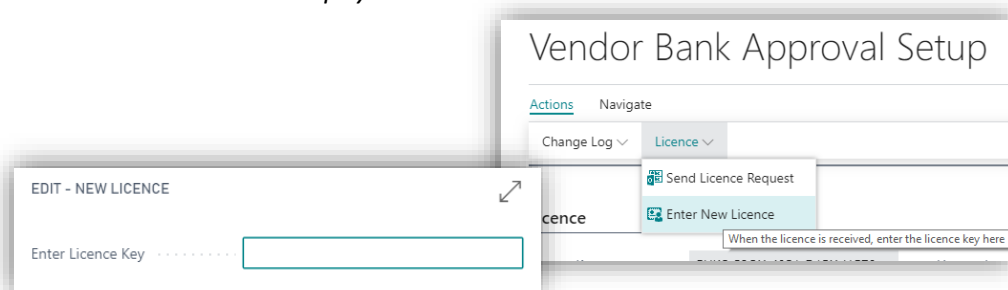 Vendor Bank Approval Setup
Actions Navigate
Change Log Licence
Send Licence Request
Enter New Licence
When the licence is received, enter the licence key here
cence
EDIT - NEW LICENCE
Enter Licence Key